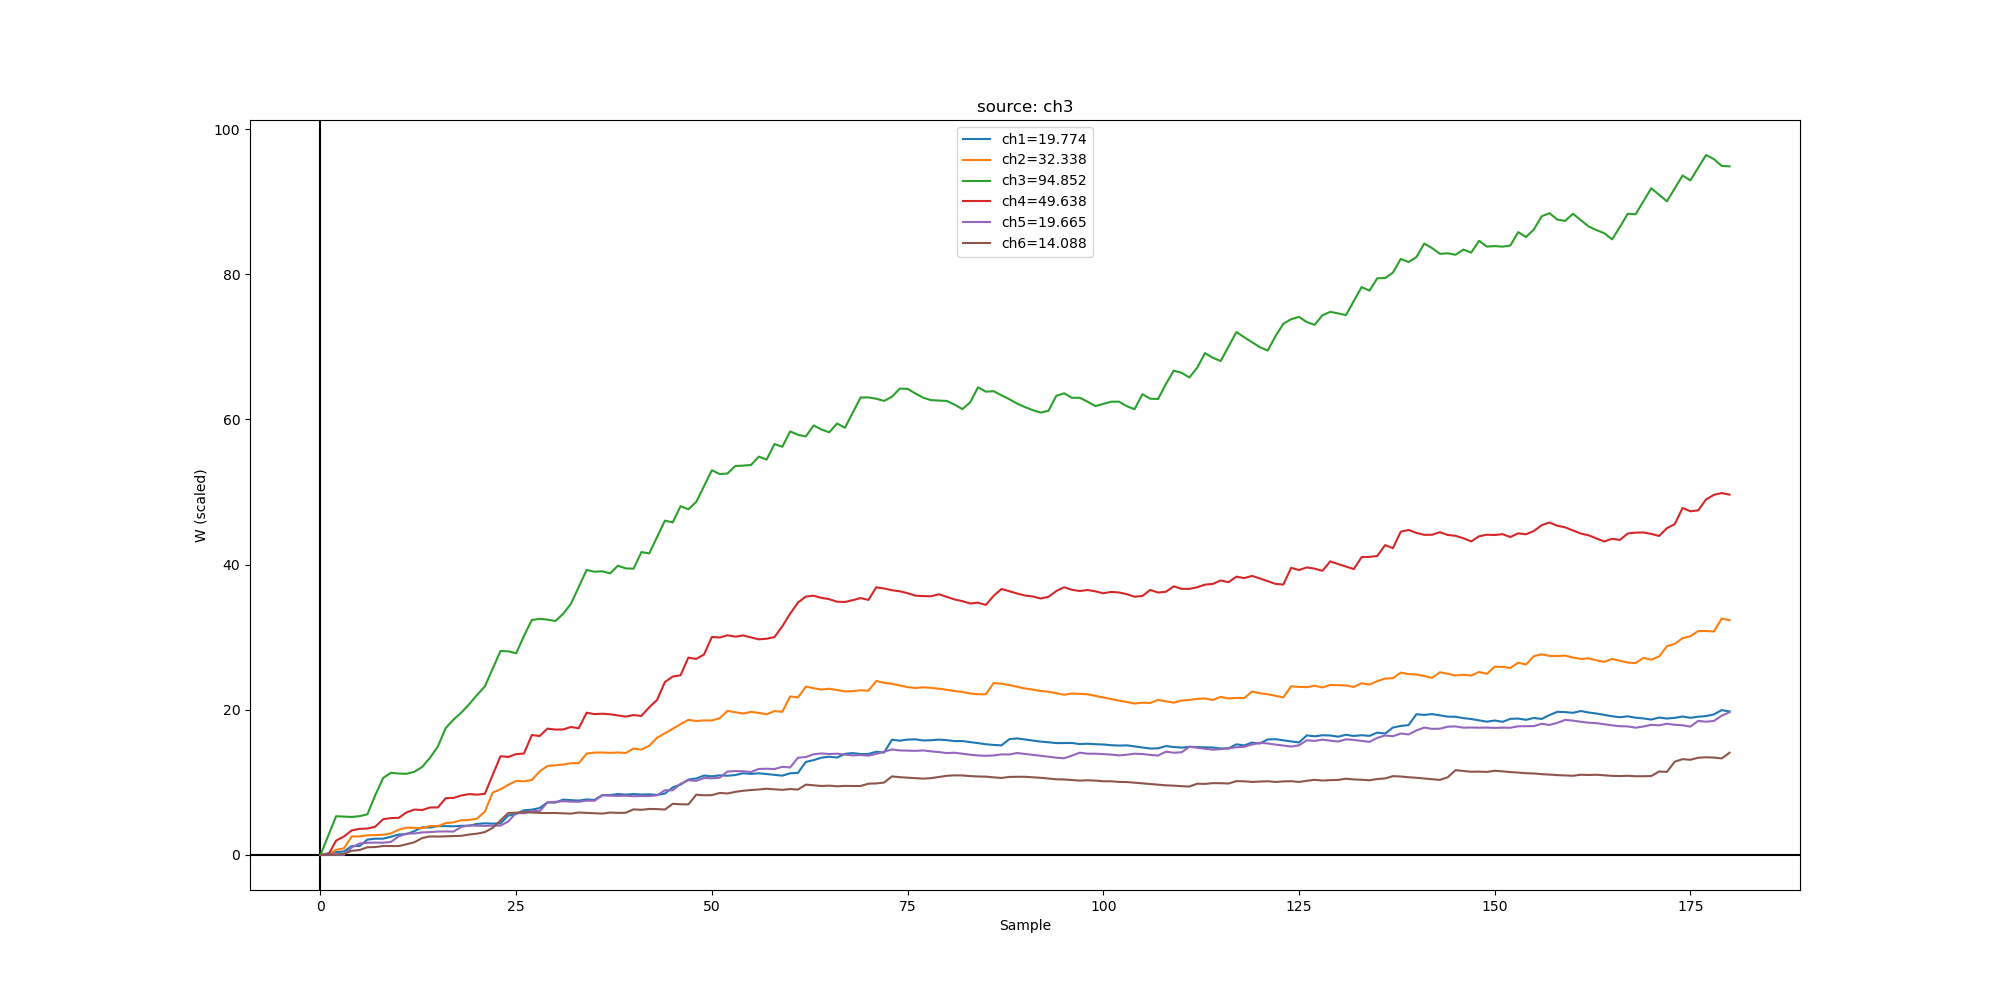 source: ch3
100
80
60
40
20
0
W (scaled)
ch1=19.774
ch2=32.338
ch3=94.852
ch4=49.638
ch5=19.665
ch6=14.088
0 25 50 75 100 125 150 175
Sample